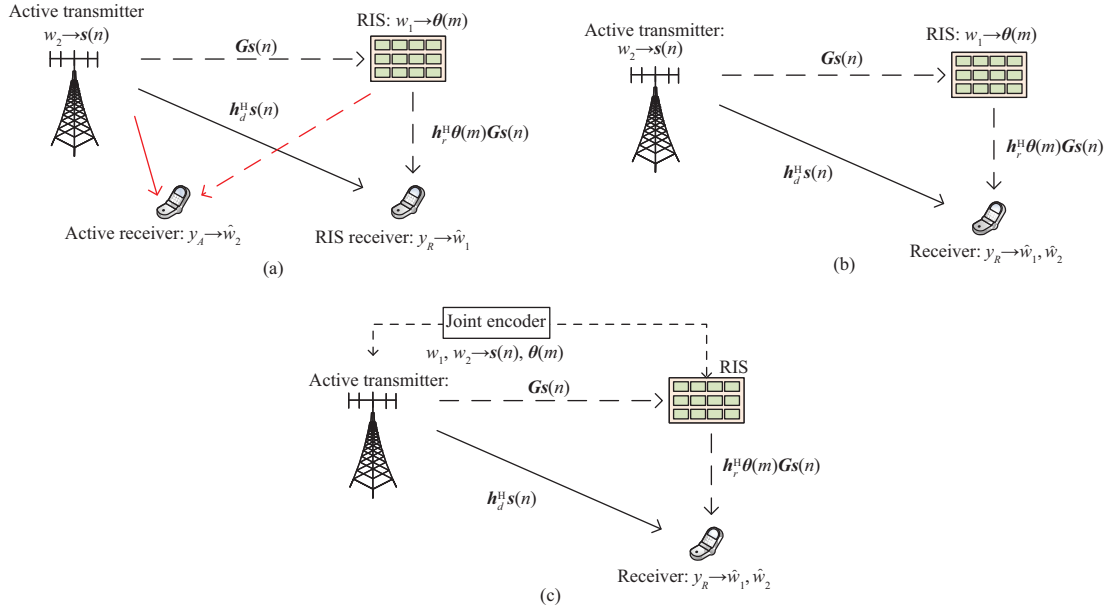 Active transmitter
w₂→s(n)
RIS: w₁→θ(m)
Gs(n)
h_d^H s(n)
h_r^H θ(m)Gs(n)
Active receiver: y_A→ŵ₂
RIS receiver: y_R→ŵ₁
(a)
Active transmitter:
w₂→s(n)
RIS: w₁→θ(m)
Gs(n)
h_d^H s(n)
h_r^H θ(m)Gs(n)
Receiver: y_R→ŵ₁, ŵ₂
(b)
Joint encoder
w₁, w₂→s(n), θ(m)
Active transmitter:
RIS
Gs(n)
h_d^H s(n)
h_r^H θ(m)Gs(n)
Receiver: y_R→ŵ₁, ŵ₂
(c)